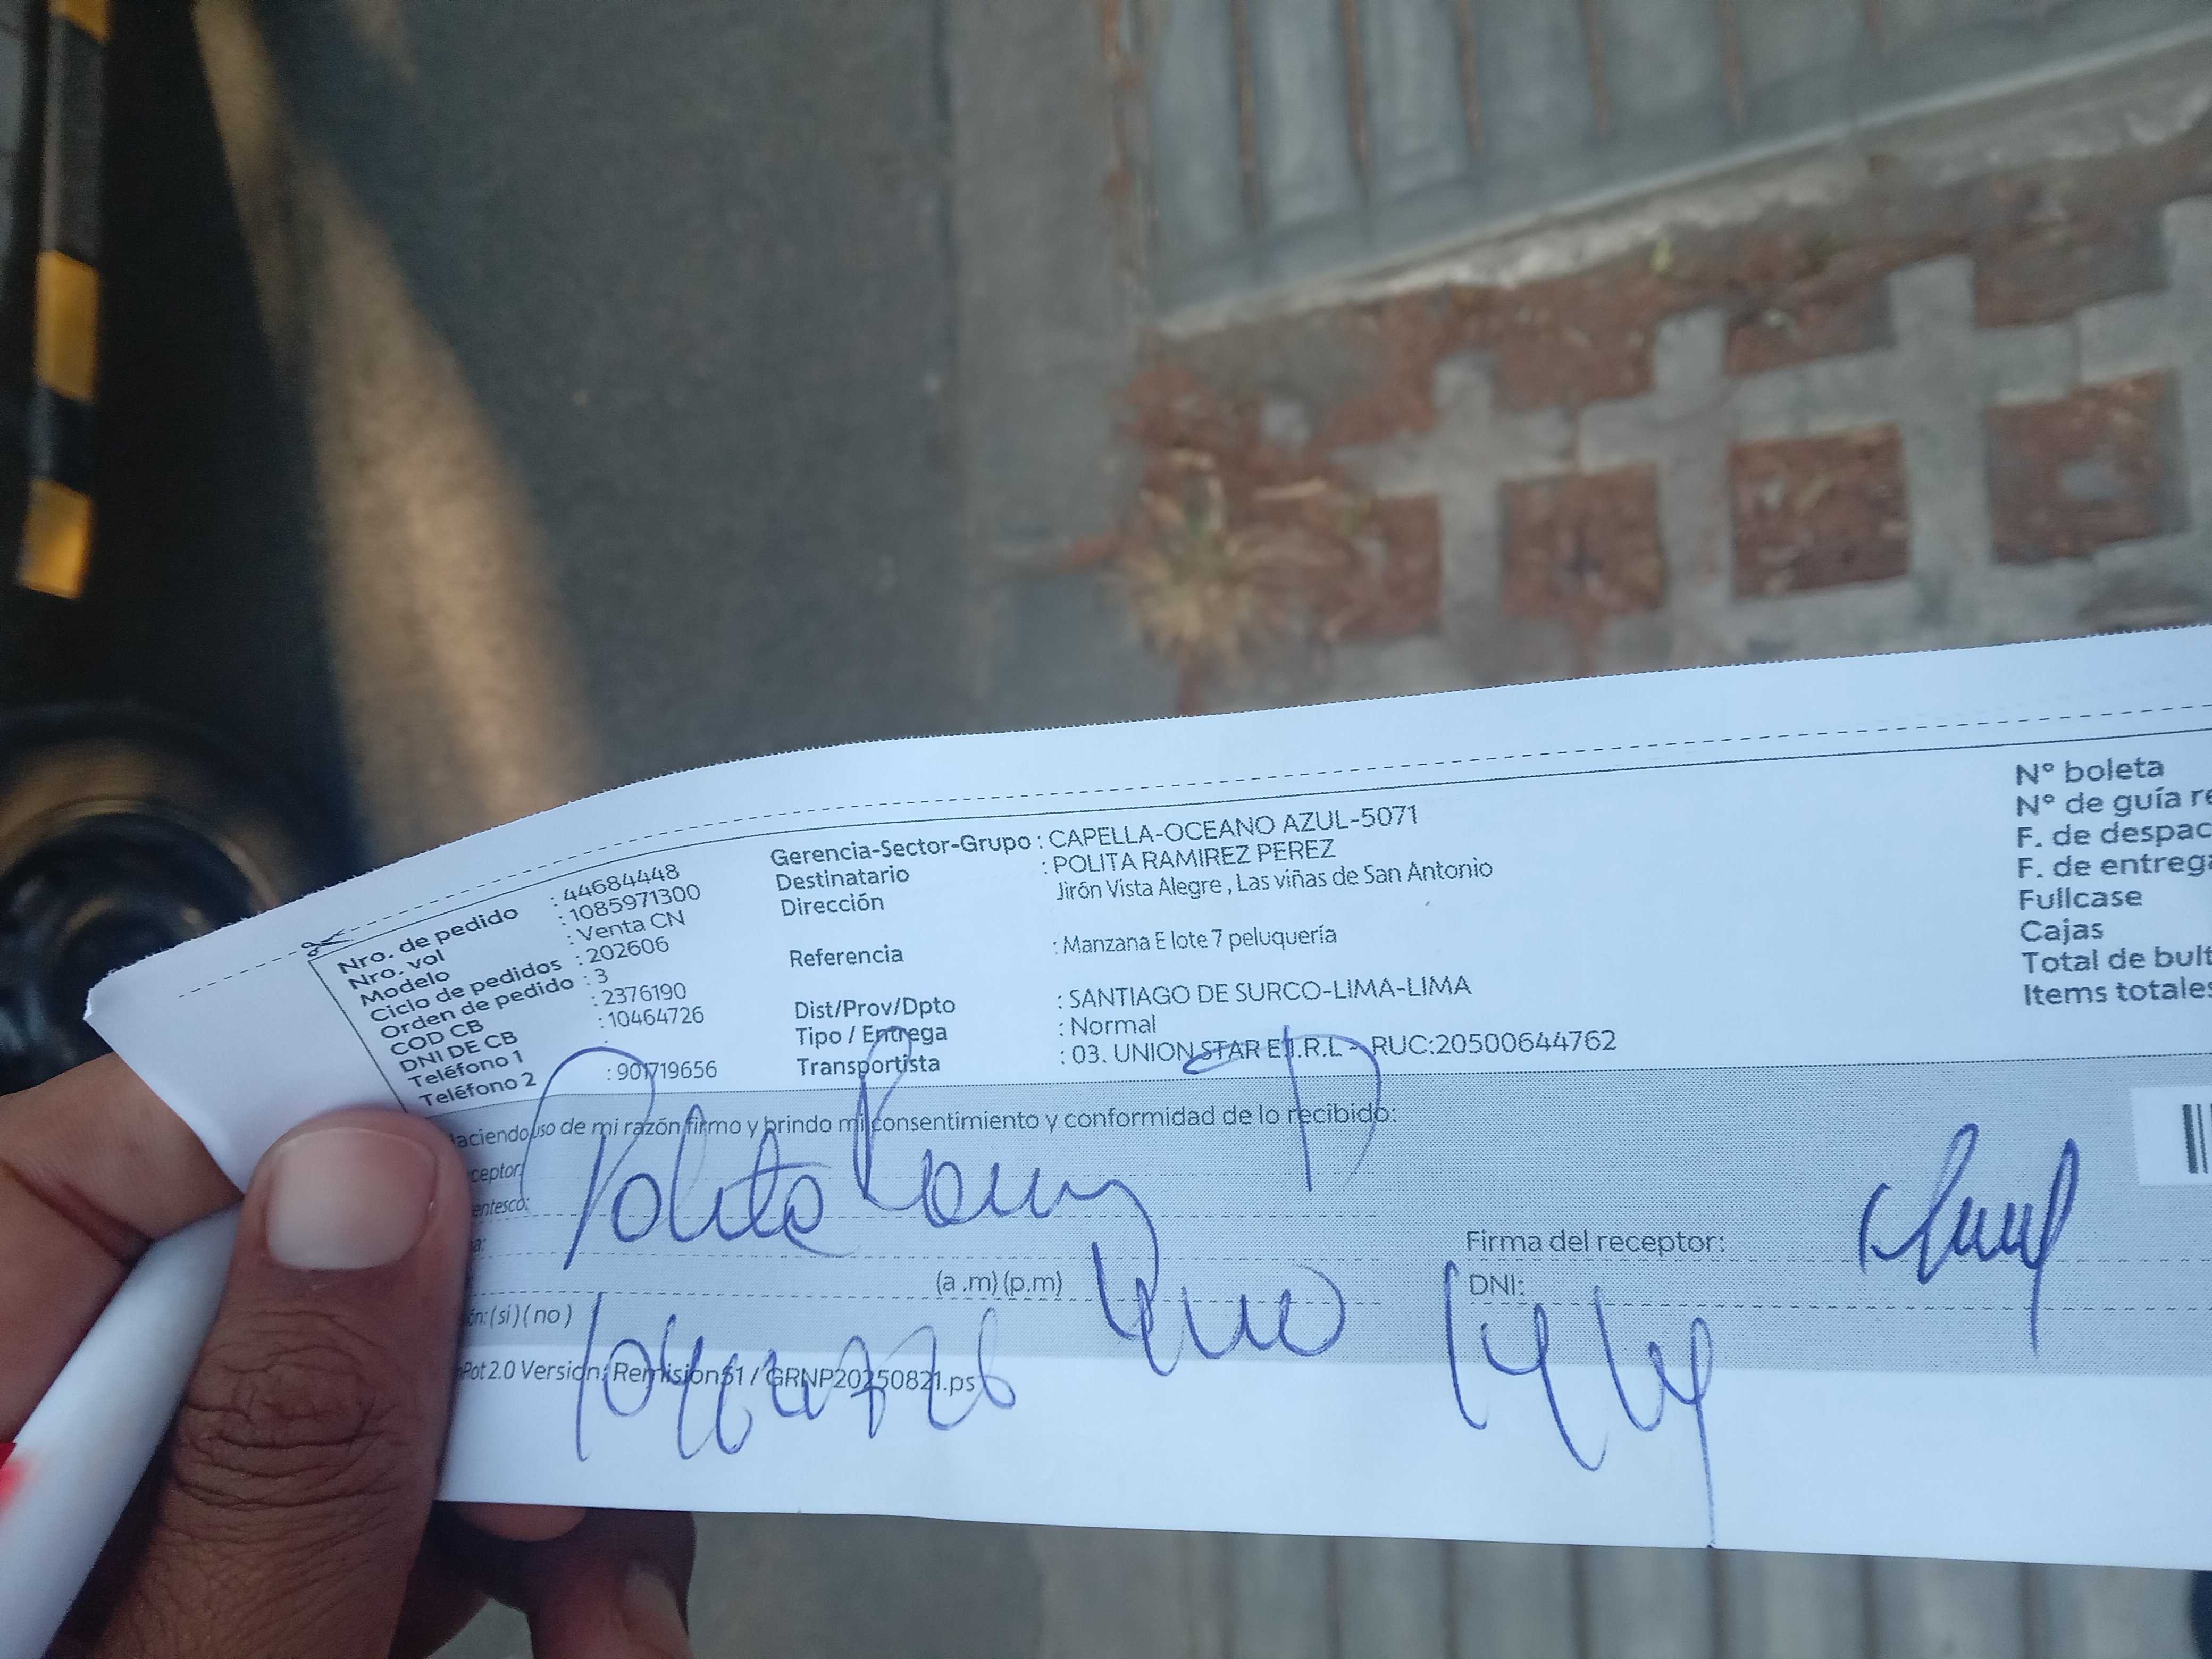 Nro. de pedido : 44684448
Nro. vol : 1085971300
Modelo : Venta CN
Ciclo de pedidos : 202606
Orden de pedido : 3
COD CB : 2376190
DNI DE CB : 10464726
Teléfono 1 :
Teléfono 2 : 901719656
Gerencia-Sector-Grupo : CAPELLA-OCEANO AZUL-5071
Destinatario : POLITA RAMIREZ PEREZ
Dirección Jirón Vista Alegre , Las viñas de San Antonio
Referencia : Manzana E lote 7 peluquería
Dist/Prov/Dpto : SANTIAGO DE SURCO-LIMA-LIMA
Tipo / Entrega : Normal
Transportista : 03. UNION STAR E.I.R.L - RUC:20500644762
Nº boleta
Nº de guía re
F. de despac
F. de entrega
Fullcase
Cajas
Total de bult
Items totales
Haciendo uso de mi razón firmo y brindo mi consentimiento y conformidad de lo recibido:
ceptor:
entesco:
a:
Polita
Firma del receptor:
(a .m) (p.m)
DNI:
ón: ( si ) ( no )
10464726
Pot 2.0 Version: Remision51 / GRNP20250821.ps